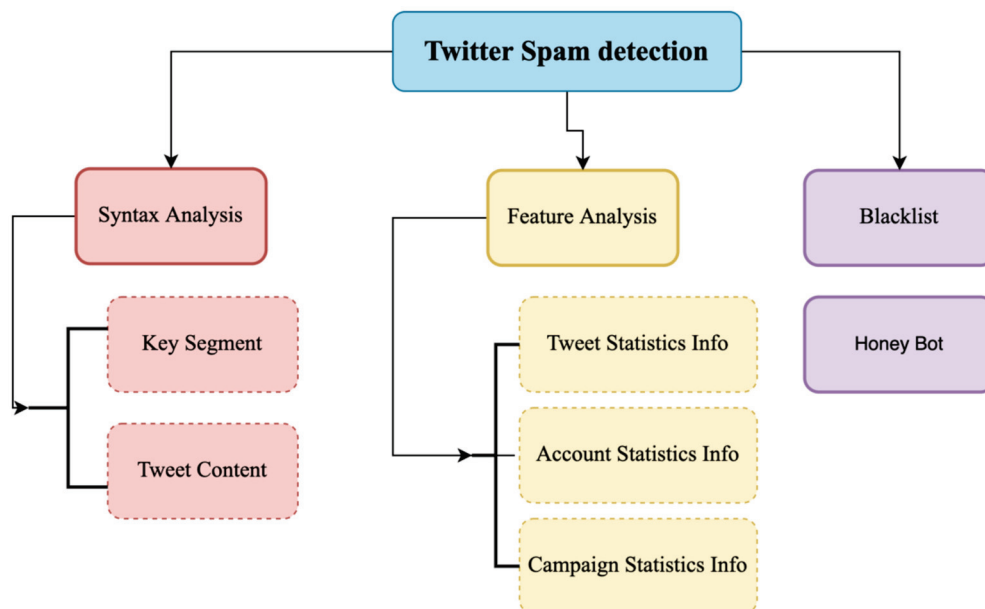 Twitter Spam detection
Syntax Analysis
Feature Analysis
Blacklist
Key Segment
Tweet Statistics Info
Honey Bot
Tweet Content
Account Statistics Info
Campaign Statistics Info